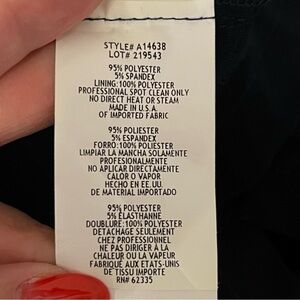 STYLE# A14638
LOT# 219543
95% POLYESTER
5% SPANDEX
LINING: 100% POLYESTER
PROFESSIONAL SPOT CLEAN ONLY
NO DIRECT HEAT OR STEAM
MADE IN U.S.A.
OF IMPORTED FABRIC
95% POLIESTER
5% ESPANDEX
FORRO: 100% POLIESTER
LIMPIAR LA MANCHA SOLAMENTE
PROFESIONALMENTE
NO APLICAR DIRECTAMENTE
CALOR O VAPOR
HECHO EN EE.UU.
DE MATERIAL IMPORTADO
95% POLYESTER
5% ELASTHANNE
DOUBLURE: 100% POLYESTER
DETACHAGE SEULEMENT
CHEZ PROFESSIONNEL
NE PAS DIRIGER À LA
CHALEUR OU LA VAPEUR
FABRIQUÉ AUX ETATS-UNIS
DE TISSU IMPORTE
RN# 62335